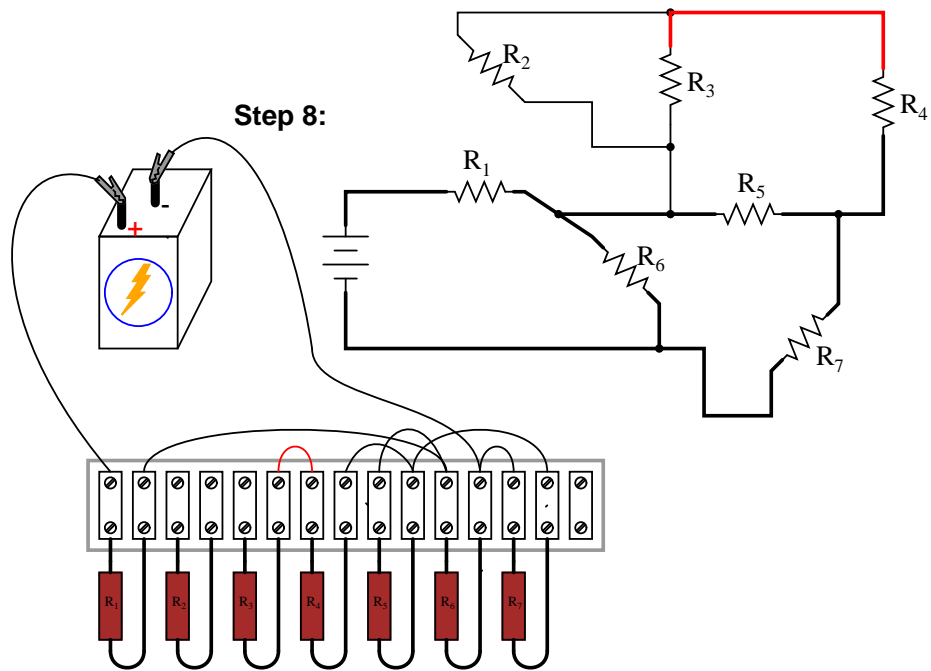 R2
R3
R4
Step 8:
R1
R5
R6
R7
-
+
R1 R2 R3 R4 R5 R6 R7